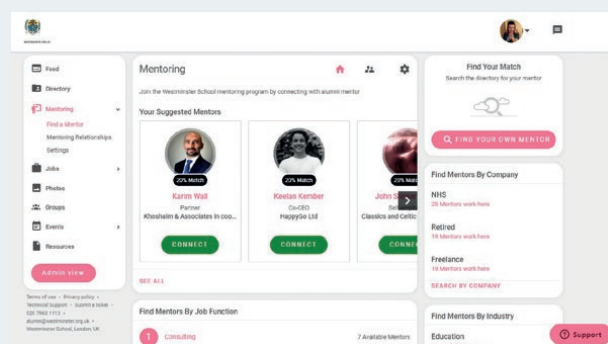 Feed
Directory
Mentoring
Find a Mentor
Mentoring Relationships
Settings
Jobs
Photos
Groups
Events
Resources
Admin view
Terms of use • Privacy policy •
Technical Support • Submit a ticket •
020 7963 1113 •
alumni@westminster.org.uk •
Westminster School, London, UK
Mentoring
Join the Westminster School mentoring program by connecting with alumni mentor
Your Suggested Mentors
20% Match
Karim Wall
Partner
Khoshaim & Associates in coo...
CONNECT
20% Match
Keelan Kember
Co-CEO
HappyGo Ltd
CONNECT
20% Match
John S
Sel
Classics and Celtic
CONNE
SEE ALL
Find Mentors By Job Function
1 Consulting
7 Available Mentors
Find Your Match
Search the directory for your mentor
FIND YOUR OWN MENTOR
Find Mentors By Company
NHS
Mentors work here
Retired
19 Mentors work here
Freelance
19 Mentors work here
SEARCH BY COMPANY
Find Mentors By Industry
Education
Support